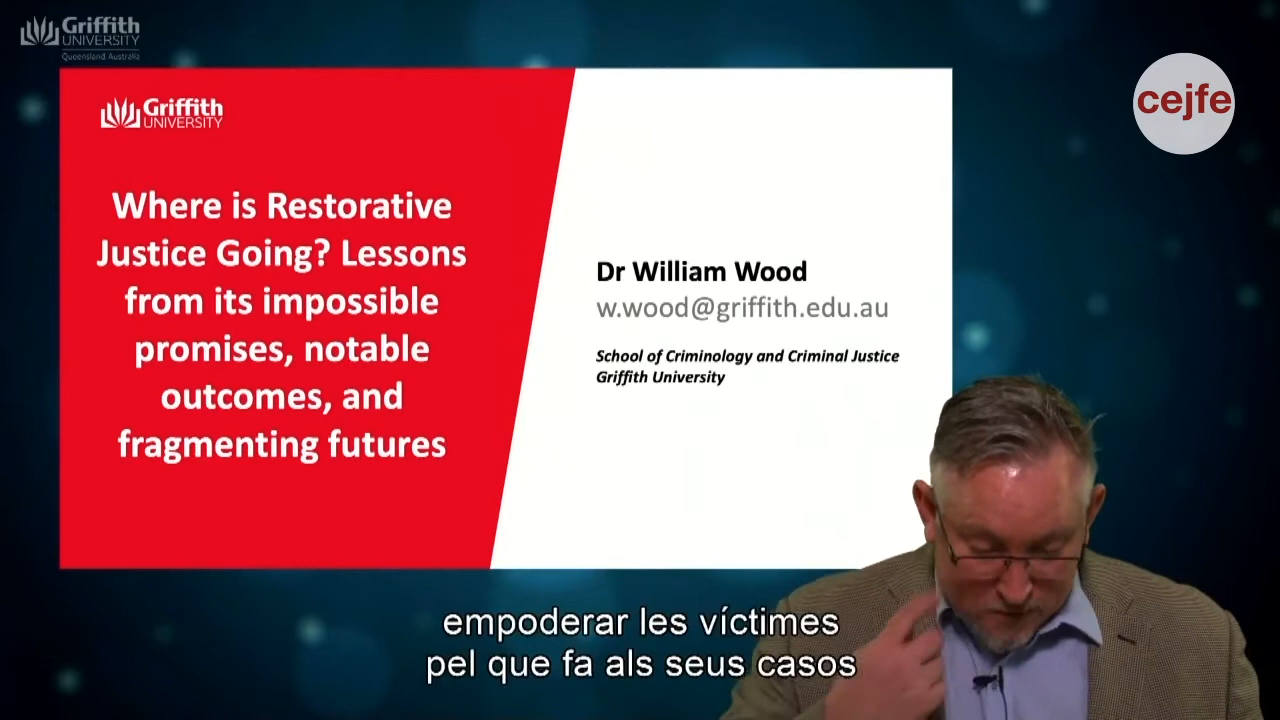 Griffith
UNIVERSITY
Queensland, Australia
Griffith
UNIVERSITY
Where is Restorative
Justice Going? Lessons
from its impossible
promises, notable
outcomes, and
fragmenting futures
Dr William Wood
w.wood@griffith.edu.au
School of Criminology and Criminal Justice
Griffith University
cejfe
empoderar les víctimes
pel que fa als seus casos